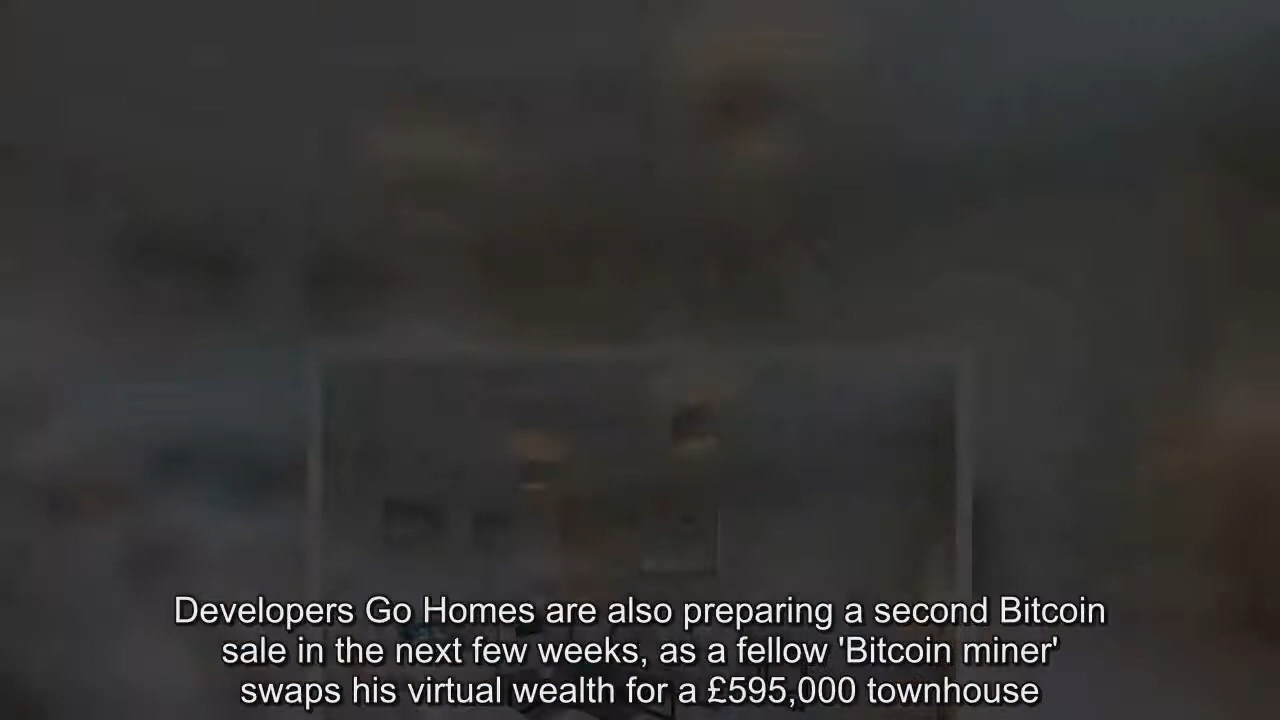 Developers Go Homes are also preparing a second Bitcoin
sale in the next few weeks, as a fellow 'Bitcoin miner'
swaps his virtual wealth for a £595,000 townhouse